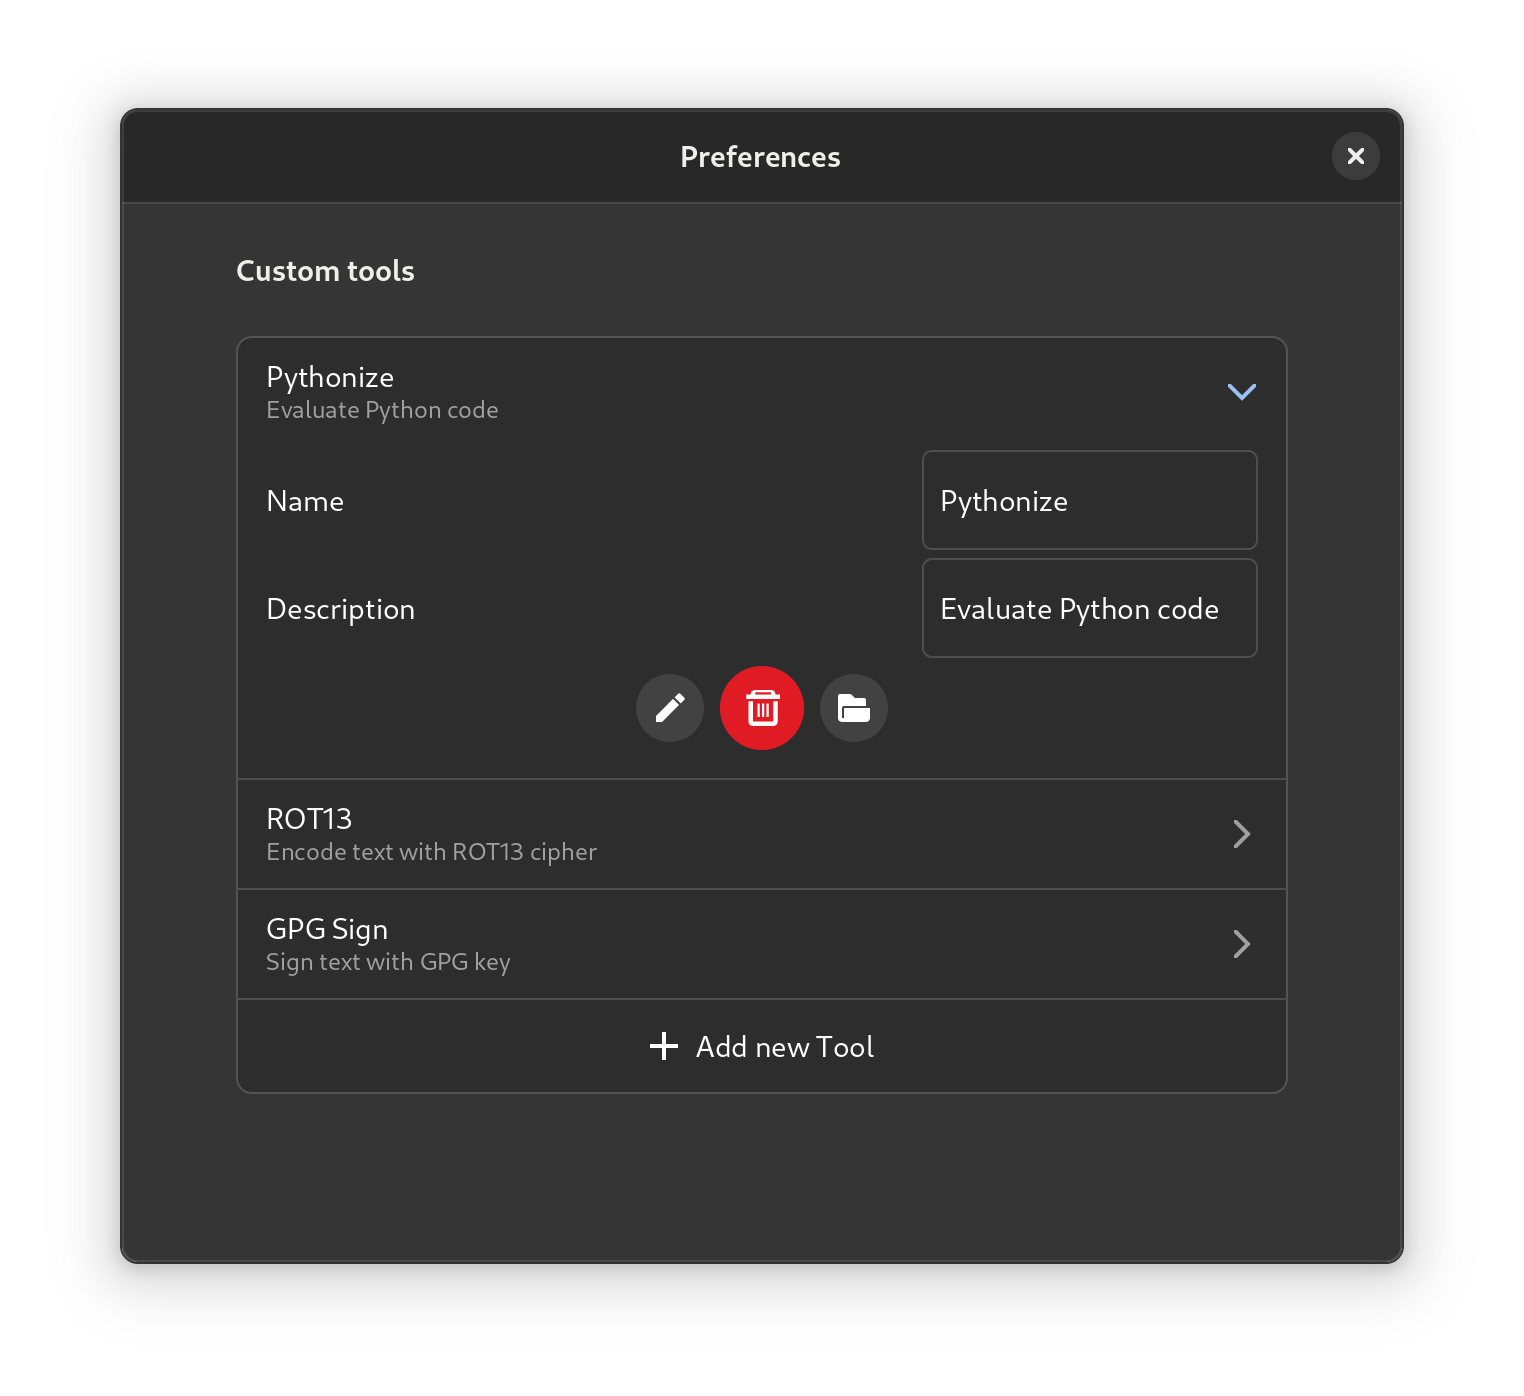 Preferences
Custom tools
Pythonize
Evaluate Python code
Name
Pythonize
Description
Evaluate Python code
ROT13
Encode text with ROT13 cipher
GPG Sign
Sign text with GPG key
Add new Tool